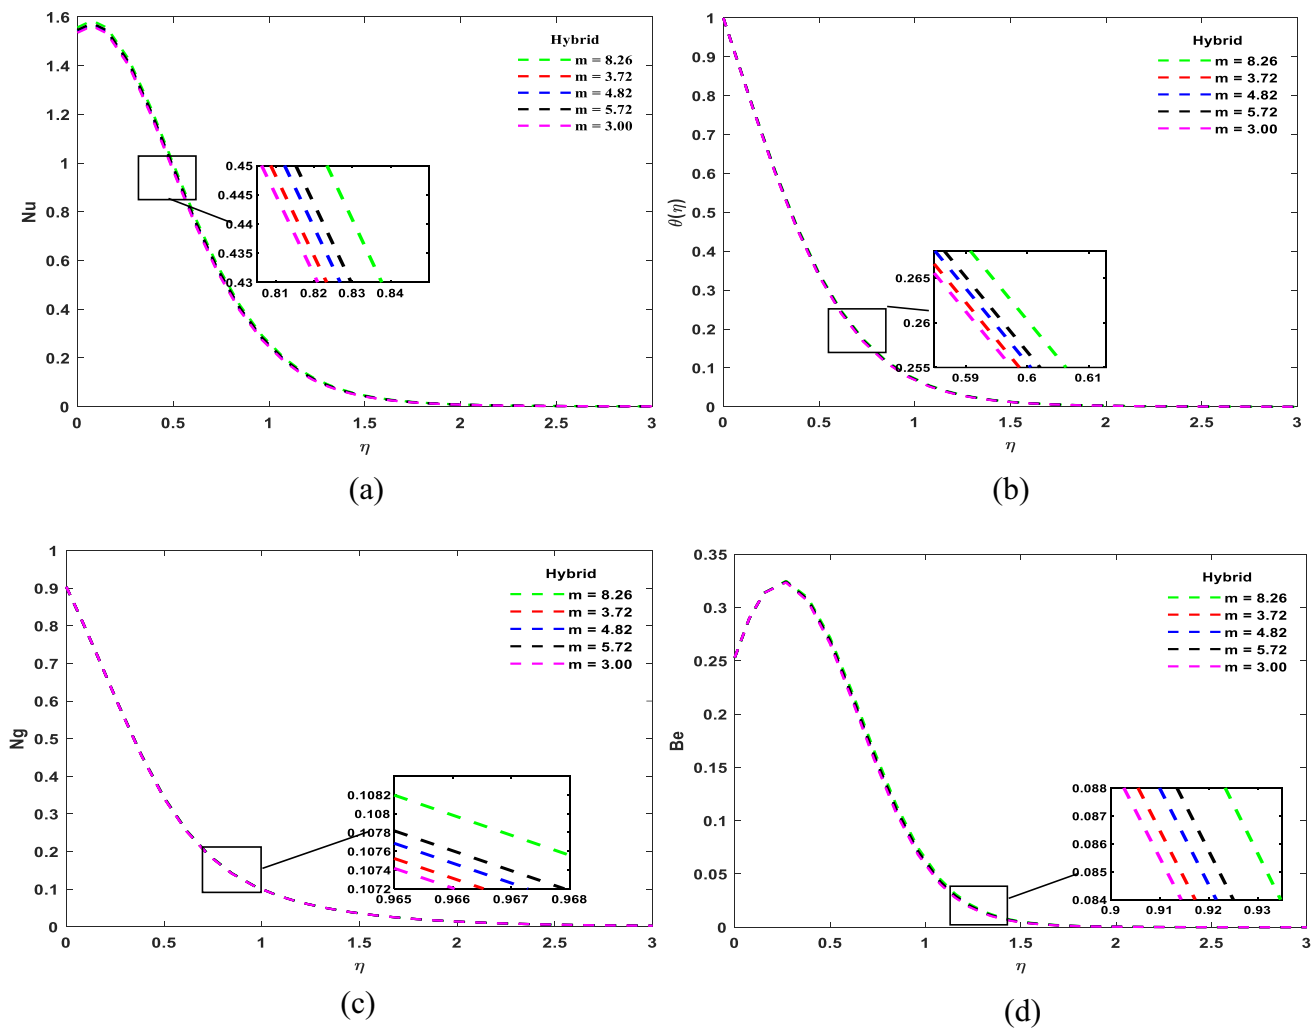 1.6
1.4
1.2
1
0.8
0.6
0.4
0.2
0
Nu
Hybrid
m = 8.26
m = 3.72
m = 4.82
m = 5.72
m = 3.00
0.45
0.445
0.44
0.435
0.43
0.81 0.82 0.83 0.84
0 0.5 1 1.5 2 2.5 3
η
(a)
1
0.9
0.8
0.7
0.6
0.5
0.4
0.3
0.2
0.1
0
θ(η)
Hybrid
m = 8.26
m = 3.72
m = 4.82
m = 5.72
m = 3.00
0.265
0.26
0.255
0.59 0.6 0.61
0 0.5 1 1.5 2 2.5 3
η
(b)
1
0.9
0.8
0.7
0.6
0.5
0.4
0.3
0.2
0.1
0
Ng
Hybrid
m = 8.26
m = 3.72
m = 4.82
m = 5.72
m = 3.00
0.1082
0.108
0.1078
0.1076
0.1074
0.1072
0.965 0.966 0.967 0.968
0 0.5 1 1.5 2 2.5 3
η
(c)
0.35
0.3
0.25
0.2
0.15
0.1
0.05
0
Be
Hybrid
m = 8.26
m = 3.72
m = 4.82
m = 5.72
m = 3.00
0.088
0.087
0.086
0.085
0.084
0.9 0.91 0.92 0.93
0 0.5 1 1.5 2 2.5 3
η
(d)